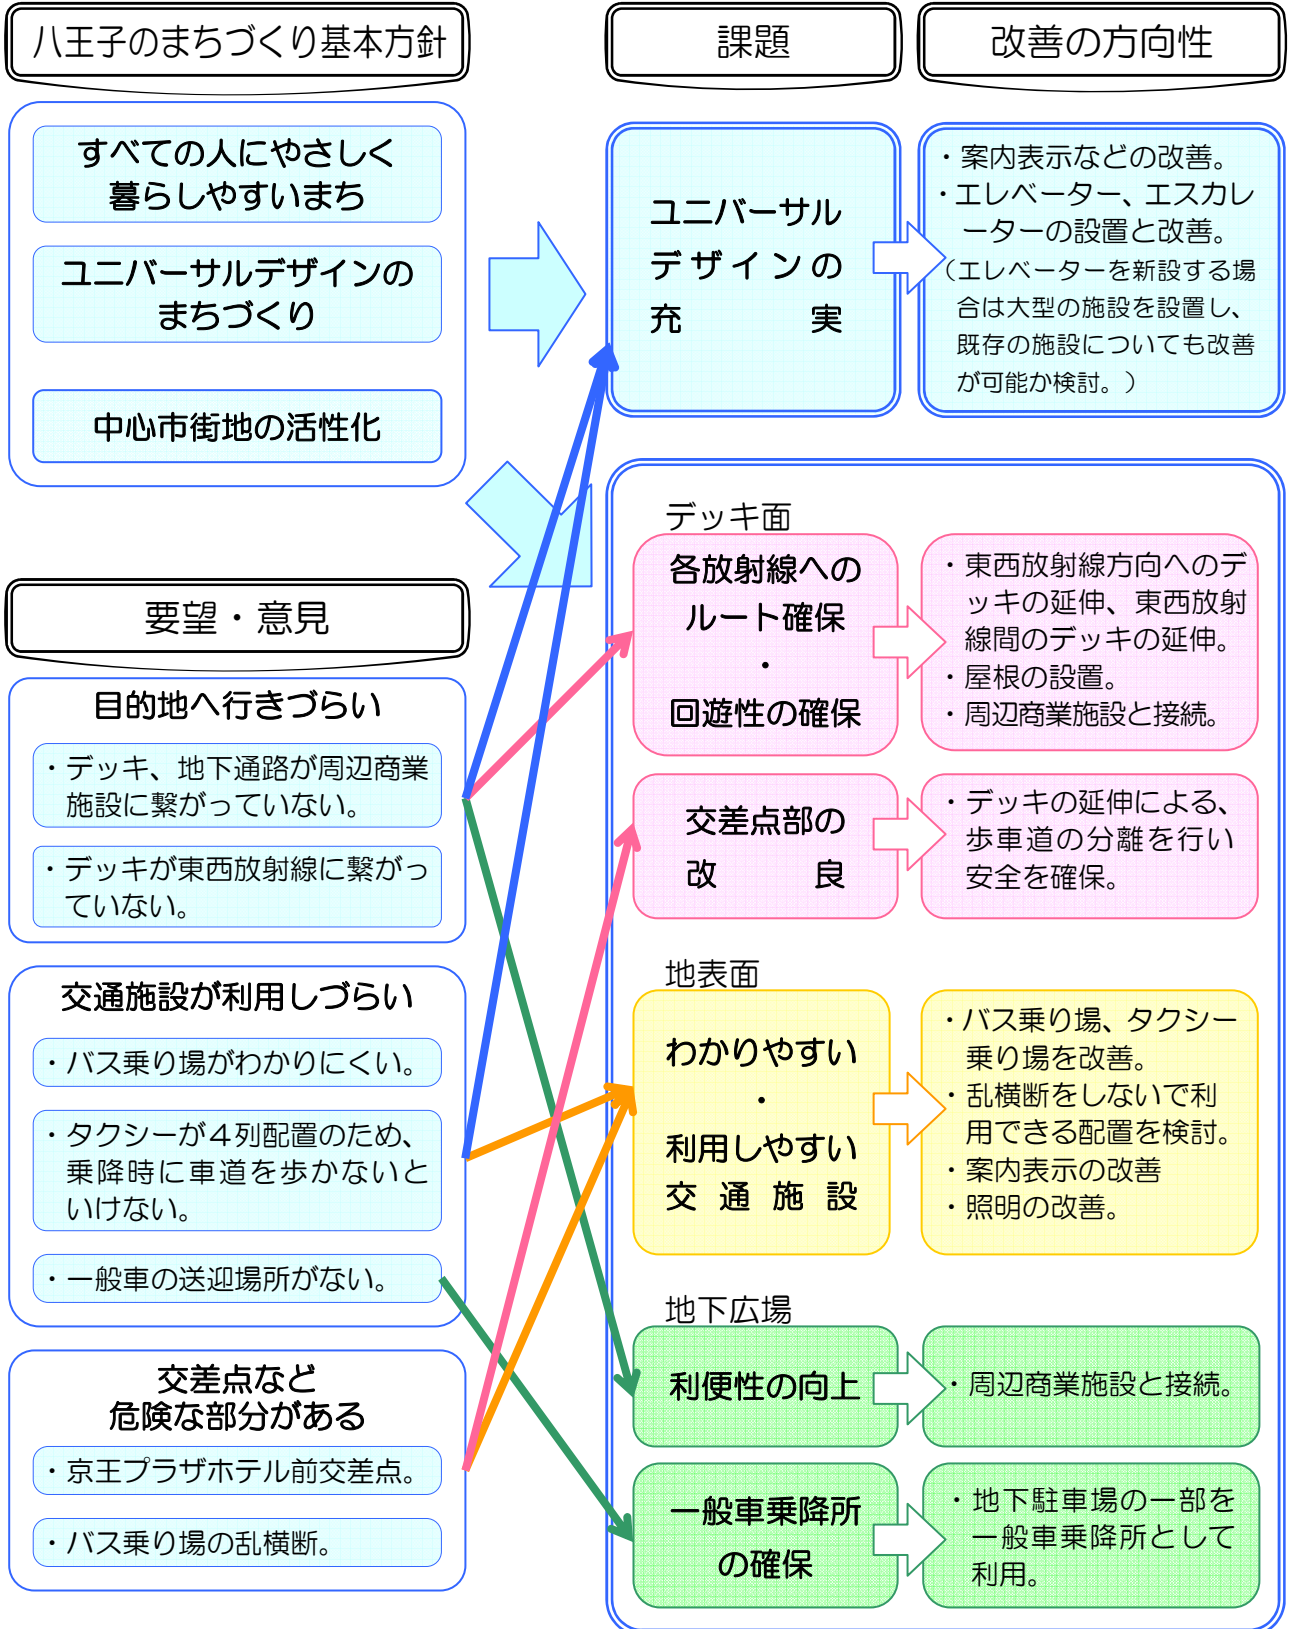 八王子のまちづくり基本方針
すべての人にやさしく
暮らしやすいまち
ユニバーサルデザインの
まちづくり
中心市街地の活性化
要望・意見
目的地へ行きづらい
・デッキ、地下通路が周辺商業
施設に繋がっていない。
・デッキが東西放射線に繋がっ
ていない。
交通施設が利用しづらい
・バス乗り場がわかりにくい。
・タクシーが４列配置のため、
乗降時に車道を歩かないと
いけない。
・一般車の送迎場所がない。
交差点など
危険な部分がある
・京王プラザホテル前交差点。
・バス乗り場の乱横断。
課題
改善の方向性
ユニバーサル
デザインの
充実
・案内表示などの改善。
・エレベーター、エスカレ
ーターの設置と改善。
（エレベーターを新設する場
合は大型の施設を設置し、
既存の施設についても改善
が可能か検討。）
デッキ面
各放射線への
ルート確保
・
回遊性の確保
・東西放射線方向へのデ
ッキの延伸、東西放射
線間のデッキの延伸。
・屋根の設置。
・周辺商業施設と接続。
交差点部の
改良
・デッキの延伸による、
歩車道の分離を行い
安全を確保。
地表面
わかりやすい
・
利用しやすい
交通施設
・バス乗り場、タクシー
乗り場を改善。
・乱横断をしないで利
用できる配置を検討。
・案内表示の改善
・照明の改善。
地下広場
利便性の向上
・周辺商業施設と接続。
一般車乗降所
の確保
・地下駐車場の一部を
一般車乗降所として
利用。